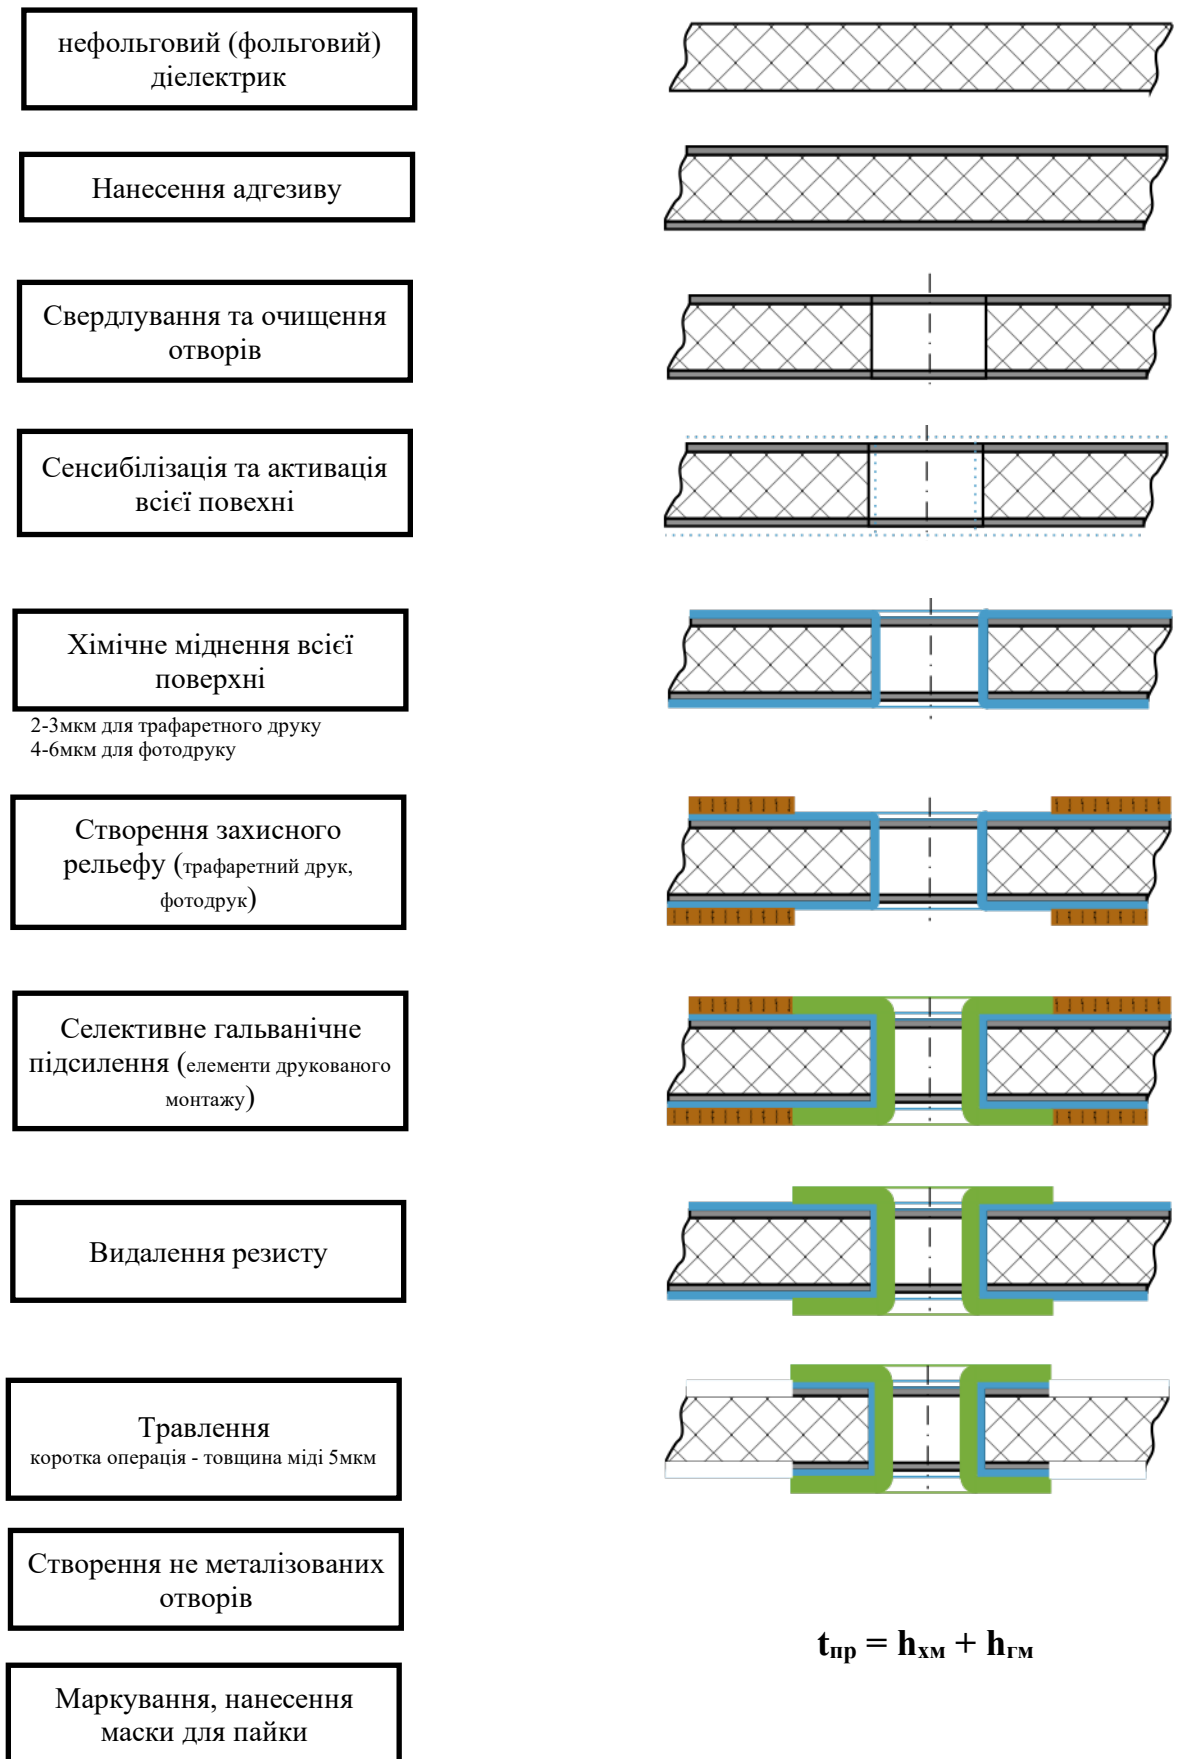 нефольговий (фольговий)
діелектрик
Нанесення адгезиву
Свердлування та очищення
отворів
Сенсибілізація та активація
всієї повехні
Хімічне міднення всієї
поверхні
2-3мкм для трафаретного друку
4-6мкм для фотодруку
Створення захисного
рельефу (трафаретний друк,
фотодрук)
Селективне гальванічне
підсилення (елементи друкованого
монтажу)
Видалення резисту
Травлення
коротка операція - товщина міді 5мкм
Створення не металізованих
отворів
tпр = hхм + hгм
Маркування, нанесення
маски для пайки